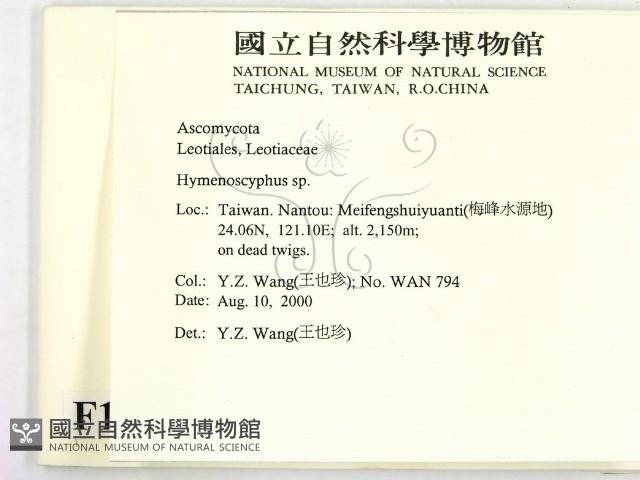 國立自然科學博物館
NATIONAL MUSEUM OF NATURAL SCIENCE
TAICHUNG, TAIWAN, R.O.CHINA
Ascomycota
Leotiales, Leotiaceae
Hymenoscyphus sp.
Loc.: Taiwan. Nantou: Meifengshuiyuanti(梅峰水源地)
24.06N, 121.10E; alt. 2,150m;
on dead twigs.
Col.: Y.Z. Wang(王也珍); No. WAN 794
Date: Aug. 10, 2000
Det.: Y.Z. Wang(王也珍)
F1
國立自然科學博物館
NATIONAL MUSEUM OF NATURAL SCIENCE